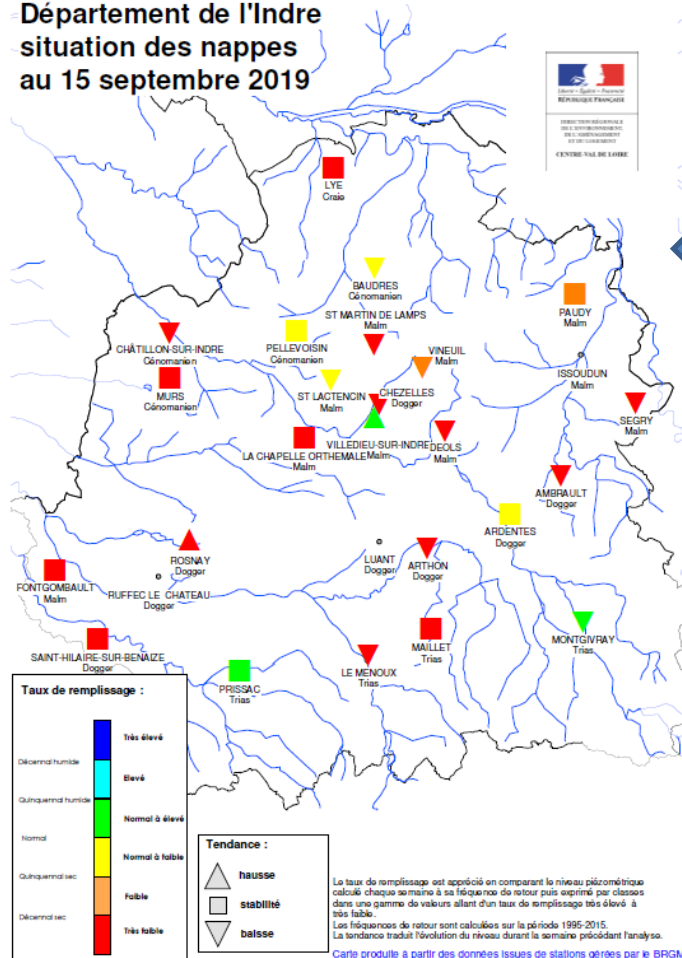 Département de l'Indre
situation des nappes
au 15 septembre 2019
Liberté • Égalité • Fraternité
RÉPUBLIQUE FRANÇAISE
DIRECTION RÉGIONALE
DE L'ENVIRONNEMENT,
DE L'AMÉNAGEMENT
ET DU LOGEMENT
CENTRE-VAL DE LOIRE
LYE
Craie
BAUDRES
Cénomanien
PAUDY
Malm
ST MARTIN DE LAMPS
Malm
CHÂTILLON-SUR-INDRE
Cénomanien
PELLEVOISIN
Cénomanien
VINEUIL
Malm
ISSOUDUN
Malm
MURS
Cénomanien
ST LACTENCIN
Malm
CHEZELLES
Dogger
SEGRY
Malm
LA CHAPELLE ORTHEMALE
Malm
VILLEDIEU-SUR-INDRE
Malm
DEOLS
Malm
AMBRAULT
Dogger
ARDENTES
Dogger
ROSNAY
Dogger
LUANT
Dogger
ARTHON
Dogger
FONTGOMBAULT
Malm
RUFFEC LE CHATEAU
Dogger
SAINT-HILAIRE-SUR-BENAIZE
Dogger
MAILLET
Trias
MONTGIVRAY
Trias
LE MENOUX
Trias
PRISSAC
Trias
Taux de remplissage :
Très élevé
Décennal humide
Elevé
Quinquennal humide
Normal à élevé
Normal
Normal à faible
Quinquennal sec
Faible
Décennal sec
Très faible
Tendance :
hausse
stabilité
baisse
Le taux de remplissage est apprécié en comparant le niveau piézométrique
calculé chaque semaine à sa fréquence de retour puis exprimé par classes
dans une gamme de valeurs allant d'un taux de remplissage très élevé à
très faible.
Les fréquences de retour sont calculées sur la période 1995-2015.
La tendance traduit l'évolution du niveau durant la semaine précédant l'analyse.
Carte produite à partir des données issues de stations gérées par le BRGM